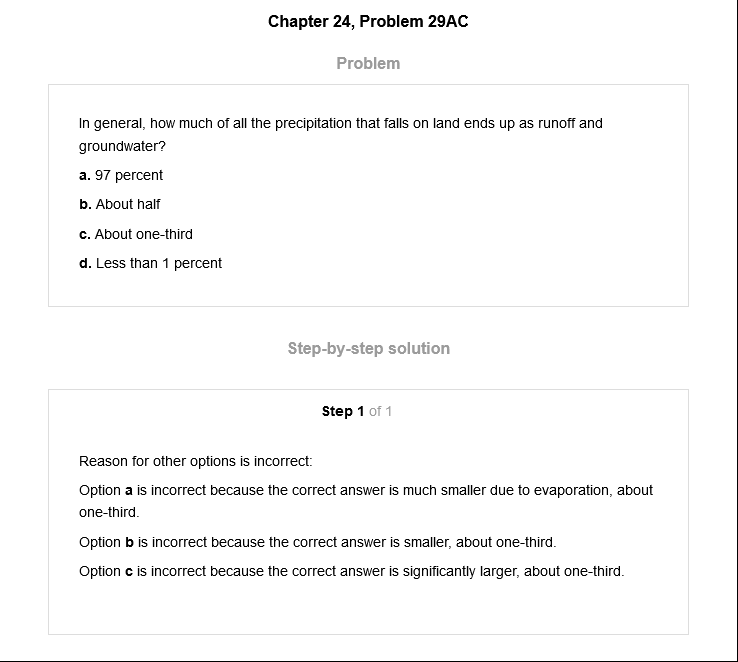 Chapter 24, Problem 29AC
Problem
In general, how much of all the precipitation that falls on land ends up as runoff and
groundwater?
a. 97 percent
b. About half
c. About one-third
d. Less than 1 percent
Step-by-step solution
Step 1 of 1
Reason for other options is incorrect:
Option a is incorrect because the correct answer is much smaller due to evaporation, about
one-third.
Option b is incorrect because the correct answer is smaller, about one-third.
Option c is incorrect because the correct answer is significantly larger, about one-third.